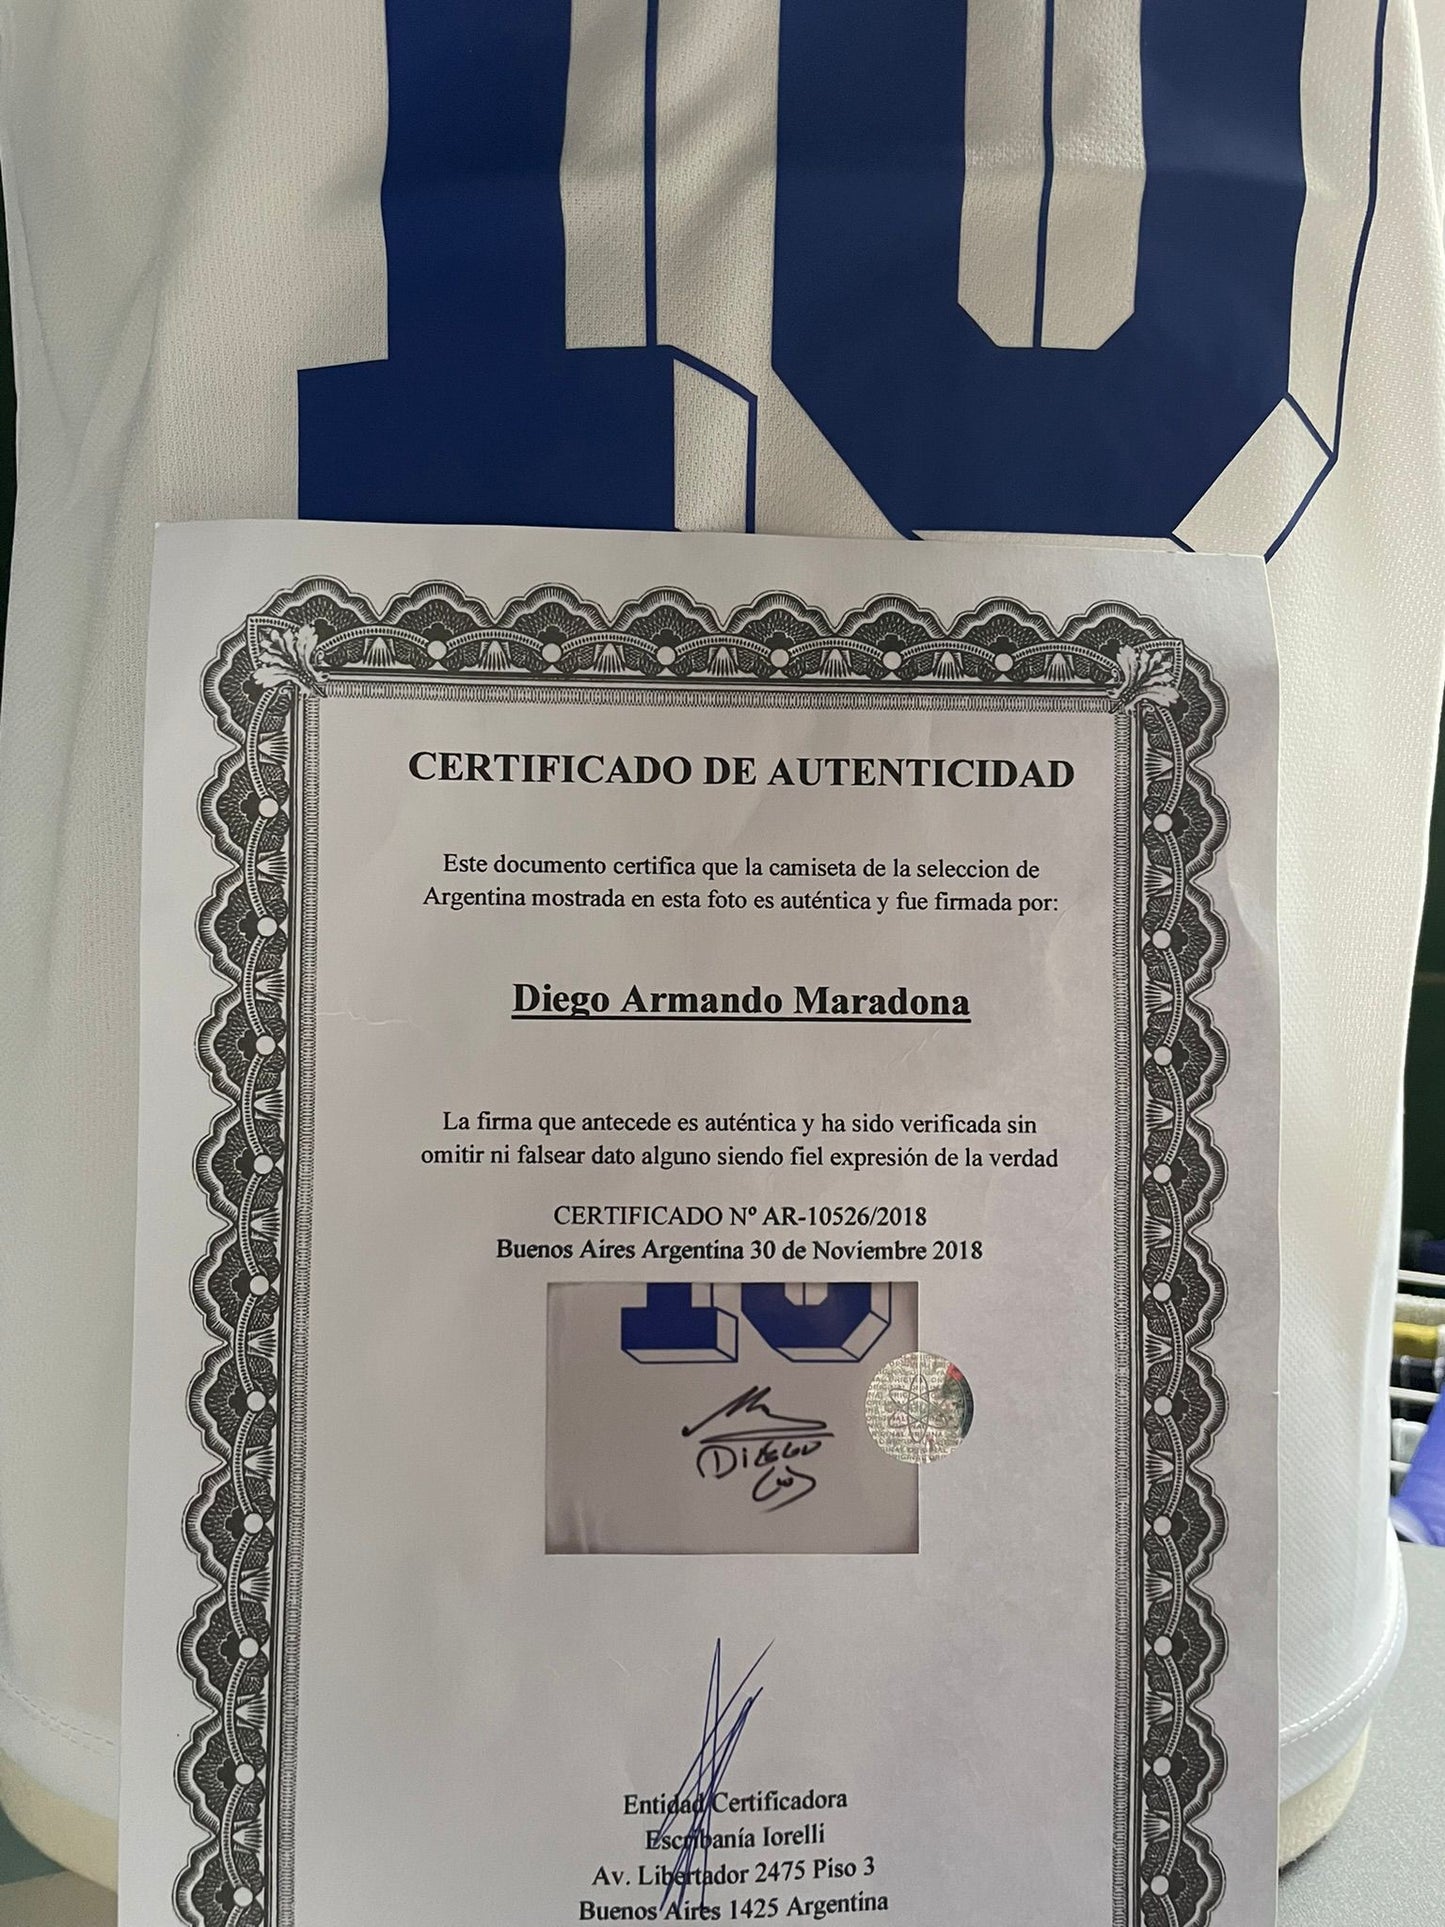 10
CERTIFICADO DE AUTENTICIDAD
Este documento certifica que la camiseta de la seleccion de
Argentina mostrada en esta foto es auténtica y fue firmada por:
Diego Armando Maradona
La firma que antecede es auténtica y ha sido verificada sin
omitir ni falsear dato alguno siendo fiel expresión de la verdad
CERTIFICADO Nº AR-10526/2018
Buenos Aires Argentina 30 de Noviembre 2018
10
DIEGO
10
ORIGINAL
Entidad Certificadora
Escribanía Iorelli
Av. Libertador 2475 Piso 3
Buenos Aires 1425 Argentina